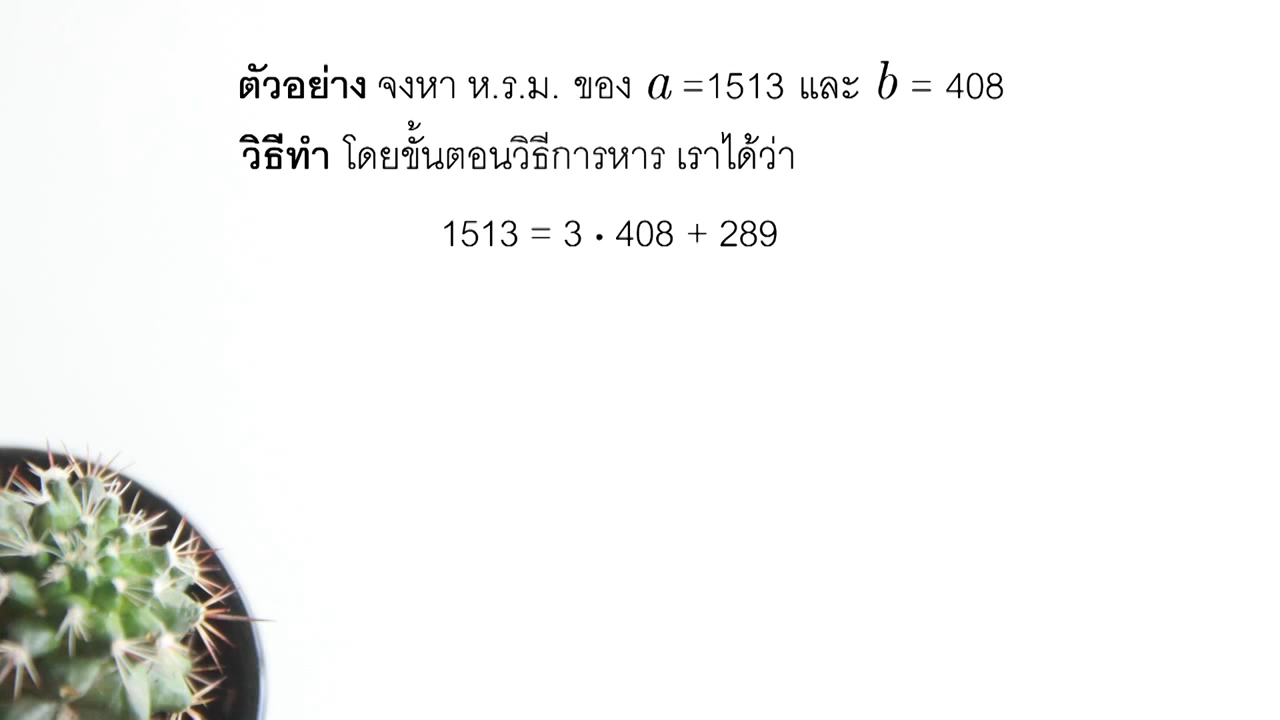 ตัวอย่าง จงหา ห.ร.ม. ของ a =1513 และ b = 408
วิธีทำ โดยขั้นตอนวิธีการหาร เราได้ว่า
1513 = 3 · 408 + 289